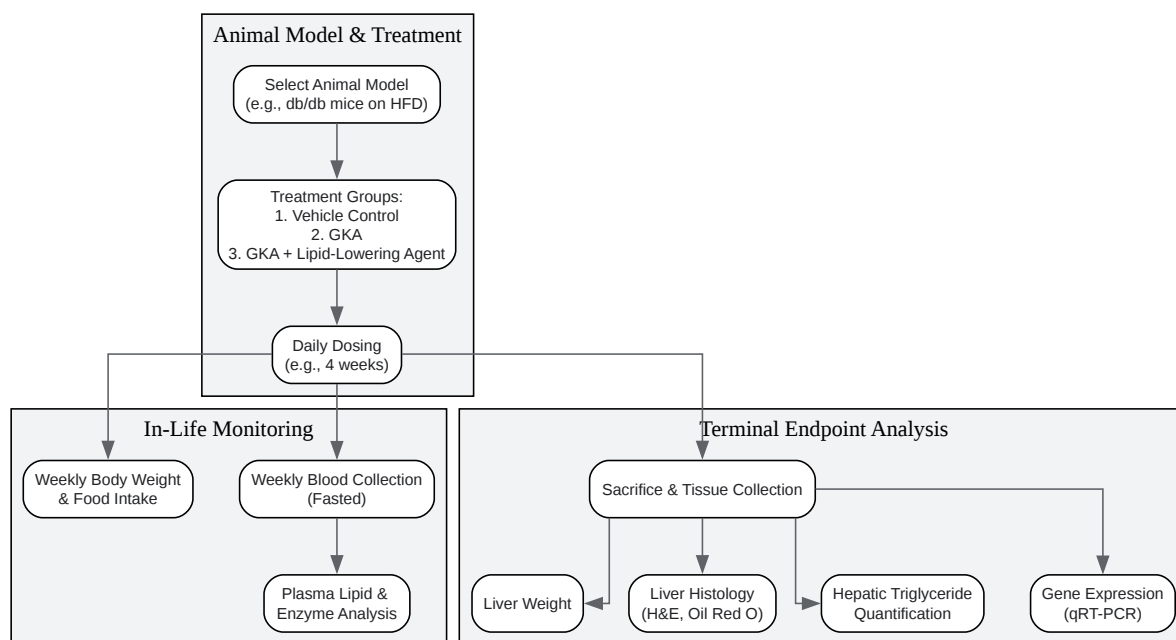 Animal Model & Treatment
Select Animal Model
(e.g., db/db mice on HFD)
Treatment Groups:
1. Vehicle Control
2. GKA
3. GKA + Lipid-Lowering Agent
Daily Dosing
(e.g., 4 weeks)
In-Life Monitoring
Weekly Body Weight
& Food Intake
Weekly Blood Collection
(Fasted)
Plasma Lipid &
Enzyme Analysis
Terminal Endpoint Analysis
Sacrifice & Tissue Collection
Liver Weight
Liver Histology
(H&E, Oil Red O)
Hepatic Triglyceride
Quantification
Gene Expression
(qRT-PCR)